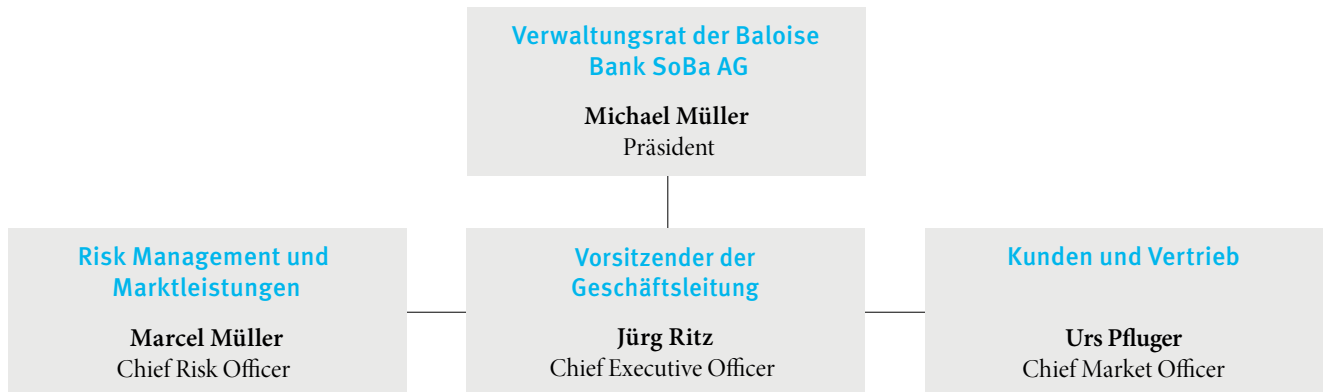 Verwaltungsrat der Baloise
Bank SoBa AG
Michael Müller
Präsident
Risk Management und
Marktleistungen
Marcel Müller
Chief Risk Officer
Vorsitzender der
Geschäftsleitung
Jürg Ritz
Chief Executive Officer
Kunden und Vertrieb
Urs Pfluger
Chief Market Officer